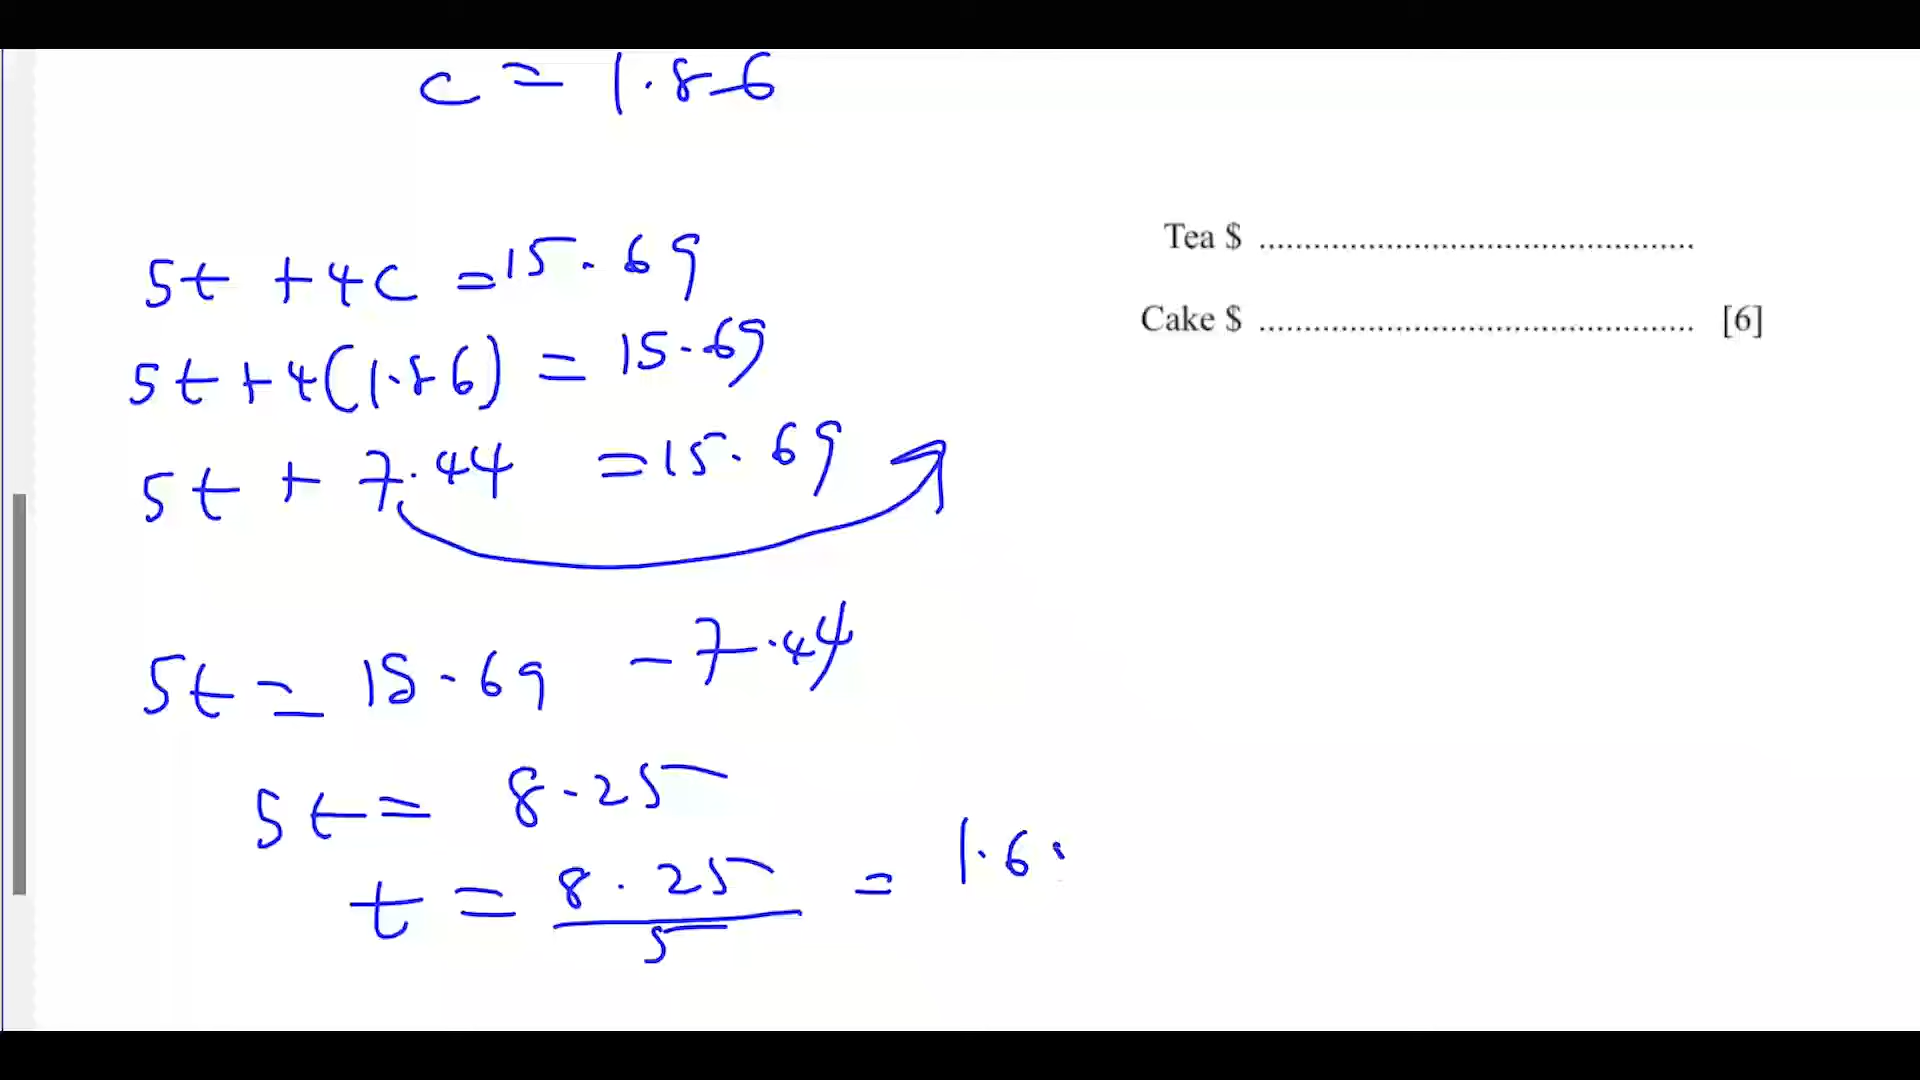 c = 1.86
Tea $ ................................................
5t + 4c = 15.69
Cake $ ................................................ [6]
5t + 4(1.86) = 15.69
5t + 7.44 = 15.69
5t = 15.69 - 7.44
5t = 8.25
t = 8.25/5 = 1.6